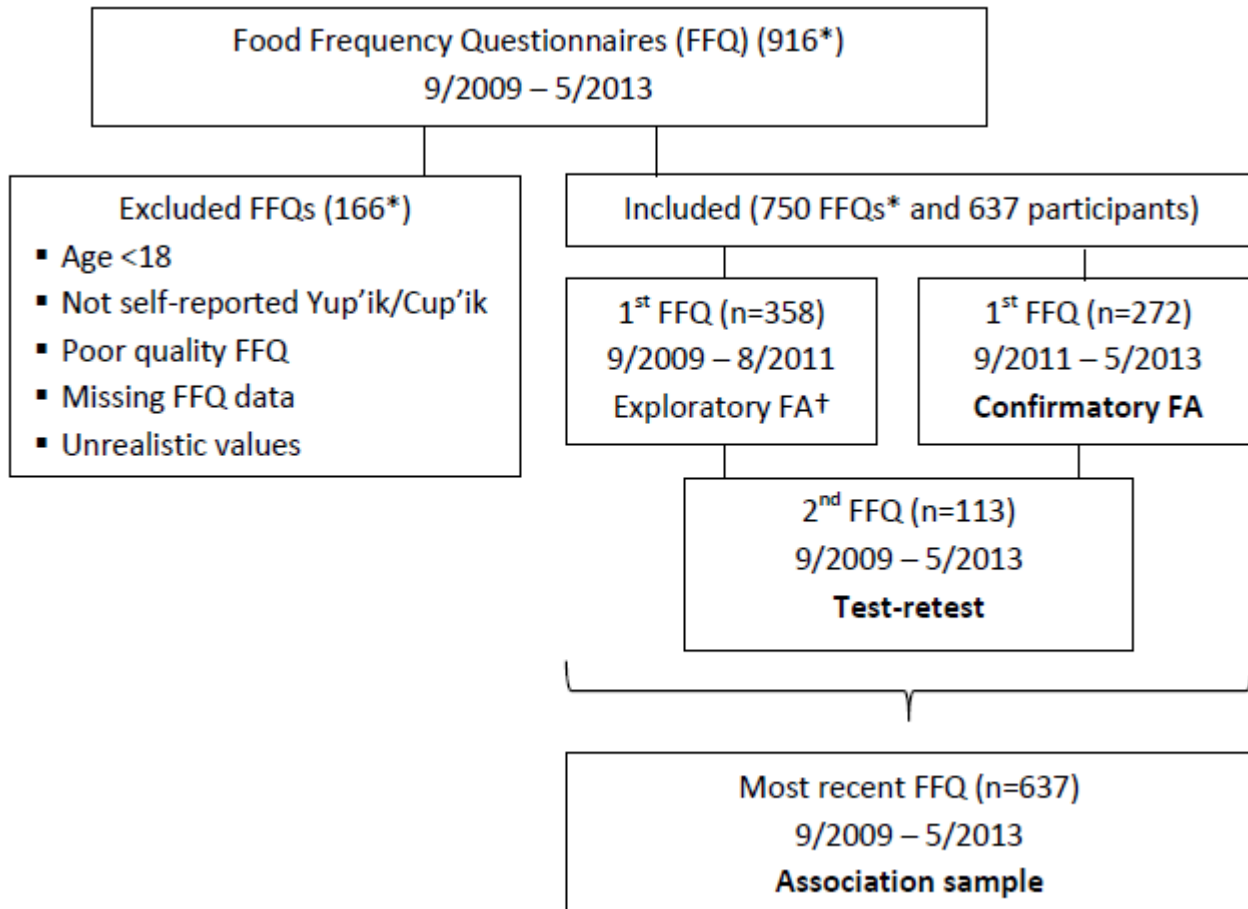 Food Frequency Questionnaires (FFQ) (916*)
9/2009 – 5/2013
Excluded FFQs (166*)
▪ Age <18
▪ Not self-reported Yup’ik/Cup’ik
▪ Poor quality FFQ
▪ Missing FFQ data
▪ Unrealistic values
Included (750 FFQs* and 637 participants)
1st FFQ (n=358)
9/2009 – 8/2011
Exploratory FA†
1st FFQ (n=272)
9/2011 – 5/2013
Confirmatory FA
2nd FFQ (n=113)
9/2009 – 5/2013
Test-retest
Most recent FFQ (n=637)
9/2009 – 5/2013
Association sample